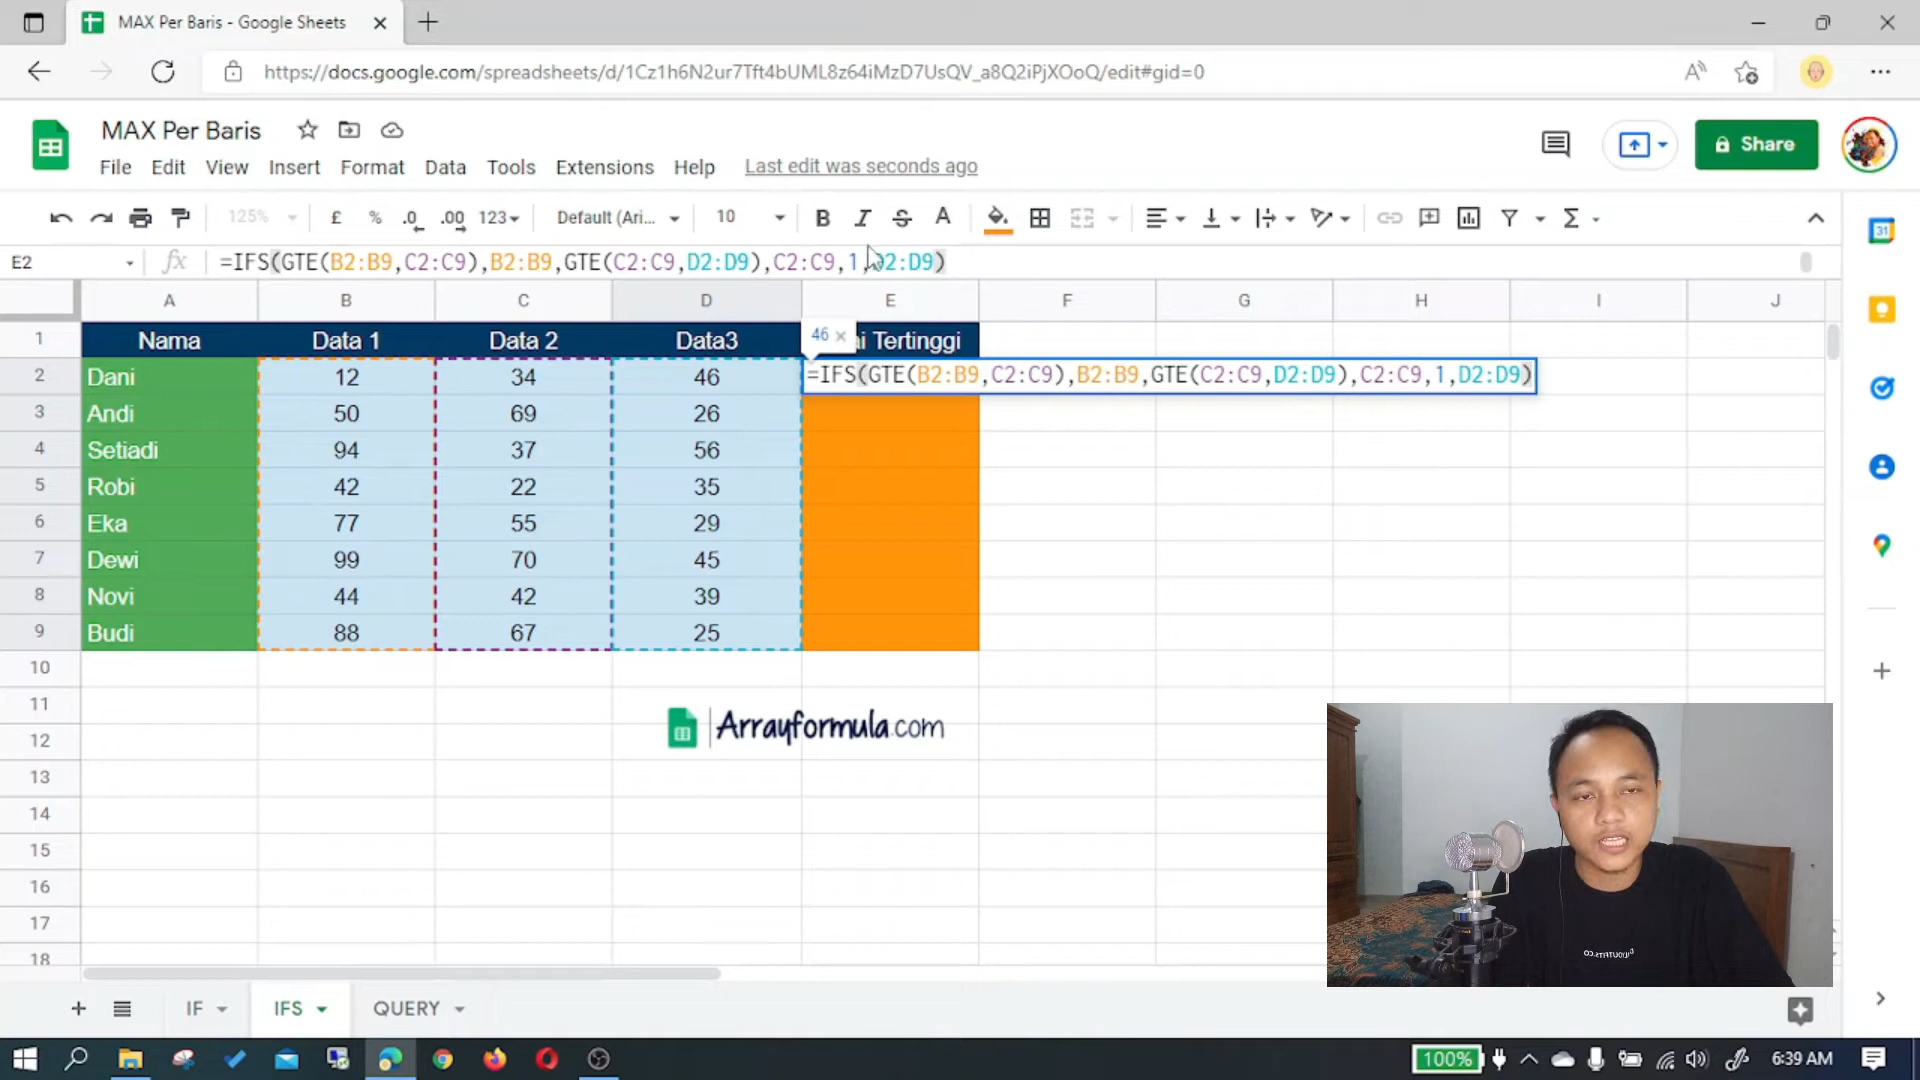 MAX Per Baris - Google Sheets
https://docs.google.com/spreadsheets/d/1Cz1h6N2ur7Tft4bUML8z64iMzD7UsQV_a8Q2iPjXOoQ/edit#gid=0
MAX Per Baris
File Edit View Insert Format Data Tools Extensions Help Last edit was seconds ago
Share
125% £ % .0 .00 123 Default (Ari... 10 B I S A Σ
E2 fx =IFS(GTE(B2:B9,C2:C9),B2:B9,GTE(C2:C9,D2:D9),C2:C9,1,D2:D9)
A B C D E F G H I J
1 Nama Data 1 Data 2 Data3 46 × ai Tertinggi
2 Dani 12 34 46 =IFS(GTE(B2:B9,C2:C9),B2:B9,GTE(C2:C9,D2:D9),C2:C9,1,D2:D9)
3 Andi 50 69 26
4 Setiadi 94 37 56
5 Robi 42 22 35
6 Eka 77 55 29
7 Dewi 99 70 45
8 Novi 44 42 39
9 Budi 88 67 25
10
11
Arrayformula.com
12
13
14
15
16
17
18
IF IFS QUERY
100% 6:39 AM